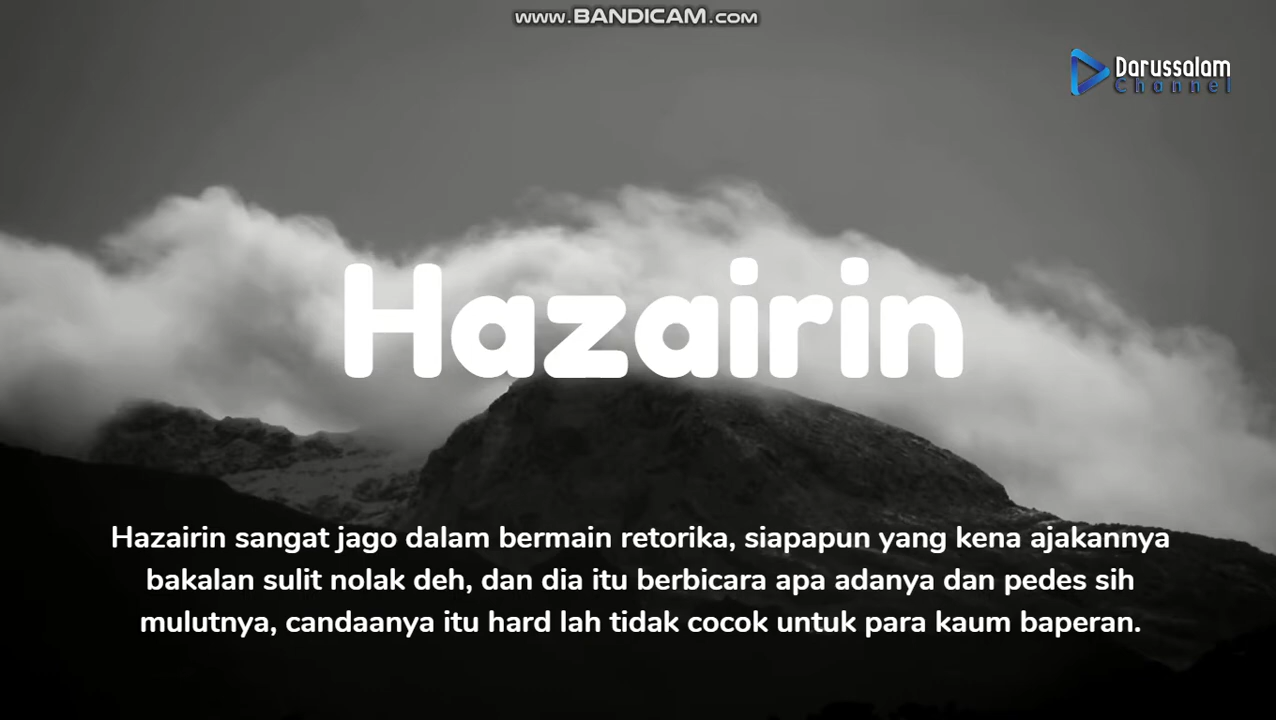 www.BANDICAM.com
Darussalam
Channel
Hazairin
Hazairin sangat jago dalam bermain retorika, siapapun yang kena ajakannya
bakalan sulit nolak deh, dan dia itu berbicara apa adanya dan pedes sih
mulutnya, candaanya itu hard lah tidak cocok untuk para kaum baperan.